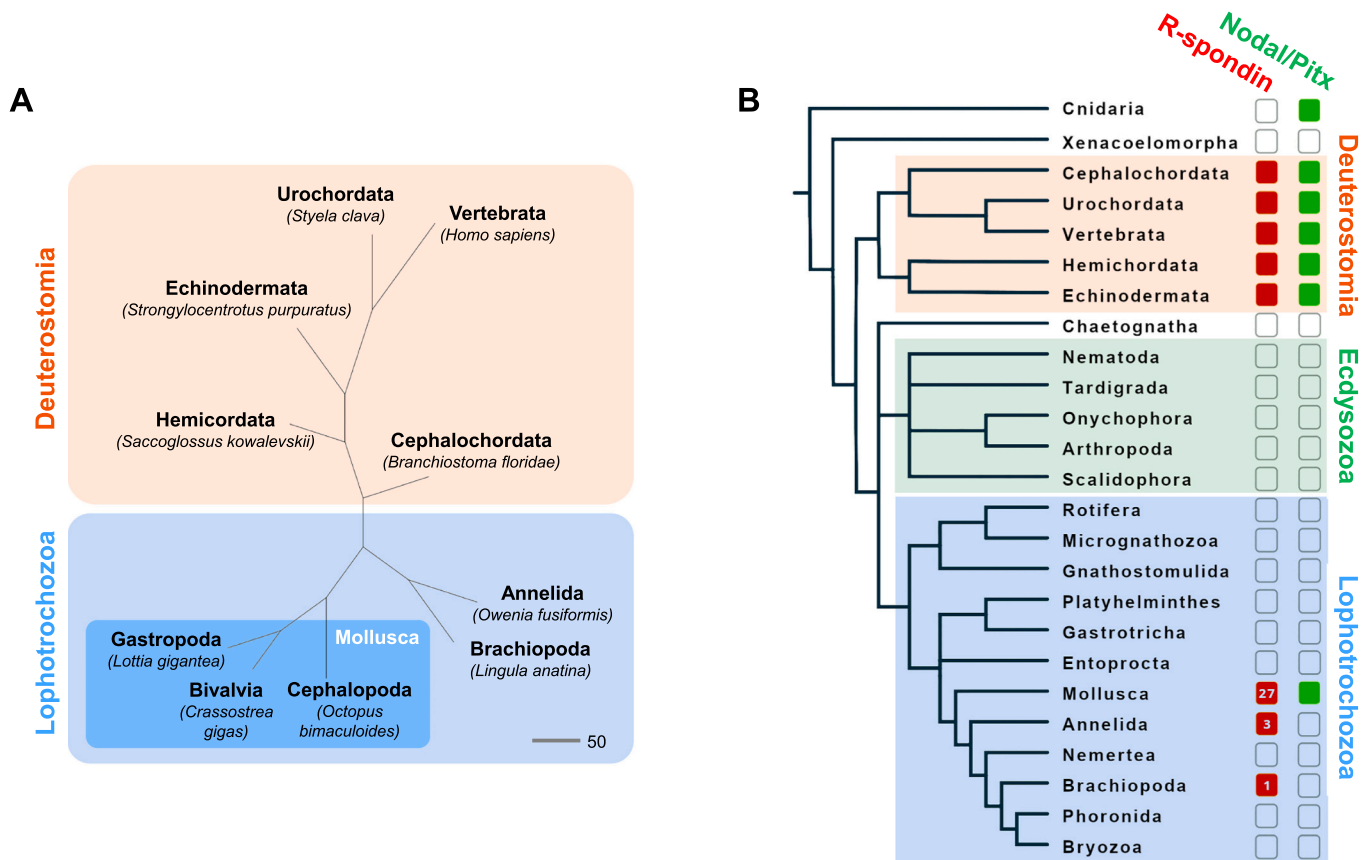 A
Deuterostomia
Urochordata
(Styela clava)
Vertebrata
(Homo sapiens)
Echinodermata
(Strongylocentrotus purpuratus)
Hemicordata
(Saccoglossus kowalevskii)
Cephalochordata
(Branchiostoma floridae)
Lophotrochozoa
Annelida
(Owenia fusiformis)
Brachiopoda
(Lingula anatina)
Mollusca
Gastropoda
(Lottia gigantea)
Bivalvia
(Crassostrea
gigas)
Cephalopoda
(Octopus
bimaculoides)
50
B
R-spondin
Nodal/Pitx
Cnidaria
Xenacoelomorpha
Cephalochordata
Urochordata
Vertebrata
Hemichordata
Echinodermata
Deuterostomia
Chaetognatha
Nematoda
Tardigrada
Onychophora
Arthropoda
Scalidophora
Ecdysozoa
Rotifera
Micrognathozoa
Gnathostomulida
Platyhelminthes
Gastrotricha
Entoprocta
Mollusca 27
Annelida 3
Nemertea
Brachiopoda 1
Phoronida
Bryozoa
Lophotrochozoa